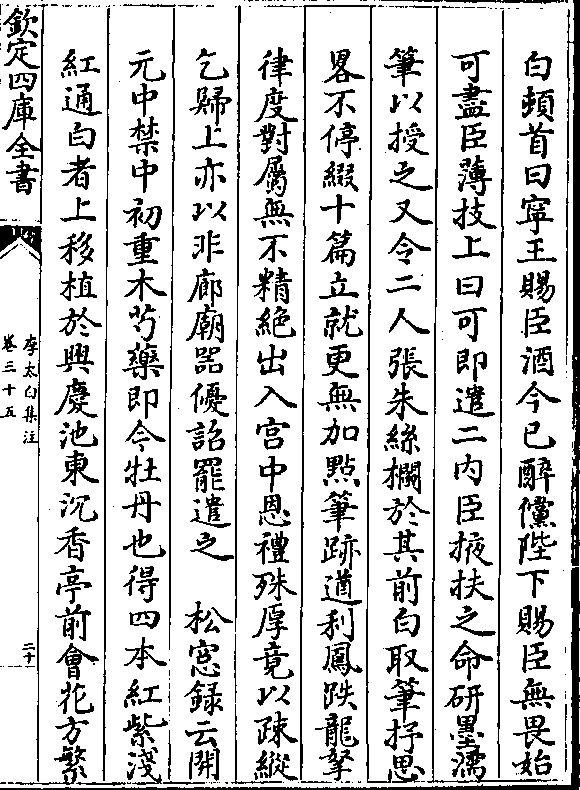 白頓首曰寧王賜臣酒今已醉儻陛下賜臣無畏始
可盡臣薄技上曰可即遣二內臣掖扶之命研墨濡
筆以授之又令二人張朱絲欄於其前白取筆抒思
畧不停綴十篇立就更無加點筆跡遒利鳳跌龍拏
律度對屬無不精絶出入宫中恩禮殊厚竟以疎縱
乞歸上亦以非廊廟器優詔罷遣之　松窓録云開
元中禁中初重木芍藥即今牡丹也得四本紅紫淺
紅通白者上移植於興慶池東沉香亭前會花方繁
欽定四庫全書
李太白集注
卷三十五
二十